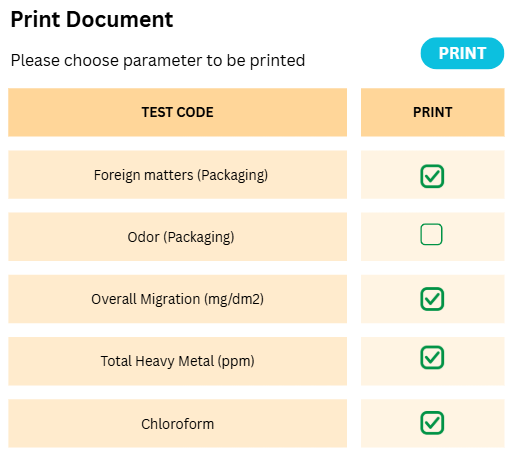 Print Document
Please choose parameter to be printed
PRINT
TEST CODE
PRINT
Foreign matters (Packaging)
Odor (Packaging)
Overall Migration (mg/dm2)
Total Heavy Metal (ppm)
Chloroform